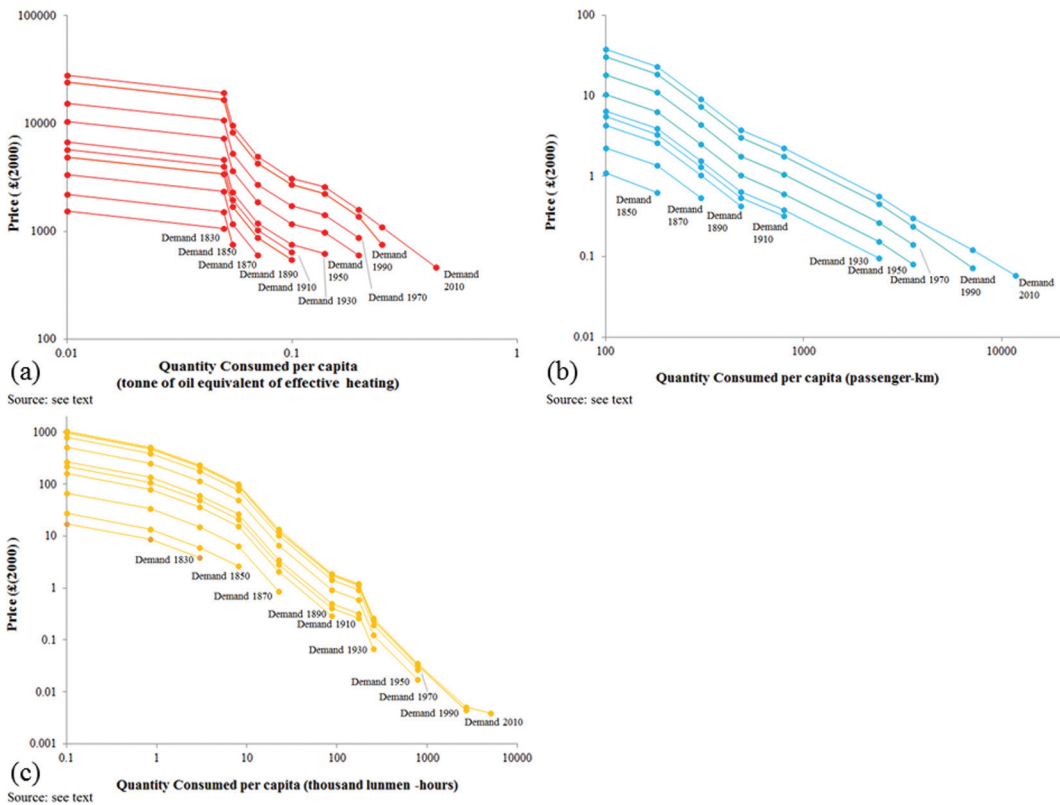 100000
10000
1000
100
Price ( £(2000))
Demand 1830
Demand 1850
Demand 1870
Demand 1890
Demand 1910
Demand 1930
Demand
1950
Demand 1970
Demand
1990
Demand
2010
0.01
0.1
1
(a)
Quantity Consumed per capita
(tonne of oil equivalent of effective heating)
Source: see text
100
10
1
0.1
0.01
Price ( £(2000))
Demand
1850
Demand
1870
Demand
1890
Demand
1910
Demand 1930
Demand 1950
Demand 1970
Demand
1990
Demand
2010
100
1000
10000
(b)
Quantity Consumed per capita (passenger-km)
Source: see text
1000
100
10
1
0.1
0.01
0.001
Price (£(2000))
Demand 1830
Demand 1850
Demand 1870
Demand 1890
Demand 1910
Demand 1930
Demand 1950
Demand 1970
Demand 1990
Demand 2010
0.1
1
10
100
1000
10000
(c)
Quantity Consumed per capita (thousand lunmen -hours)
Source: see text